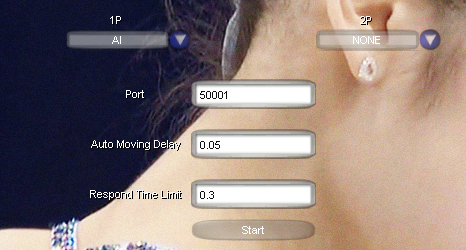 1P 2P
AI NONE
Port 50001
Auto Moving Delay 0.05
Respond Time Limit 0.3
Start